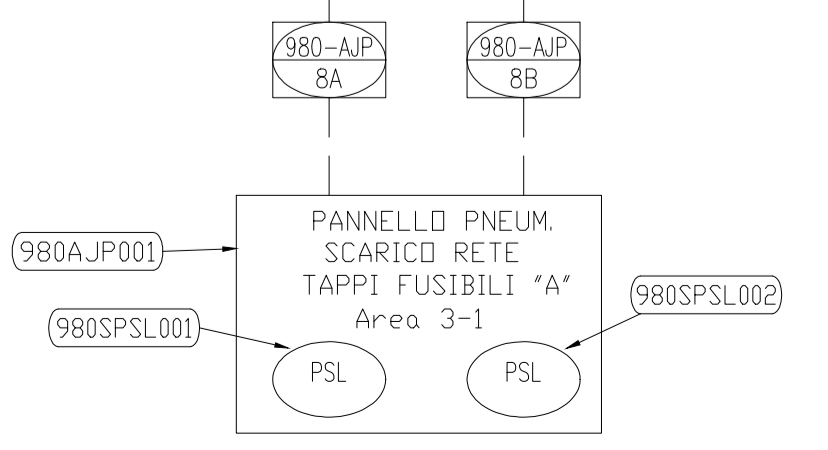 980-AJP
8A
980-AJP
8B
PANNELLO PNEUM.
SCARICO RETE
TAPPI FUSIBILI "A"
Area 3-1
980AJP001
980SPSL002
980SPSL001
PSL
PSL